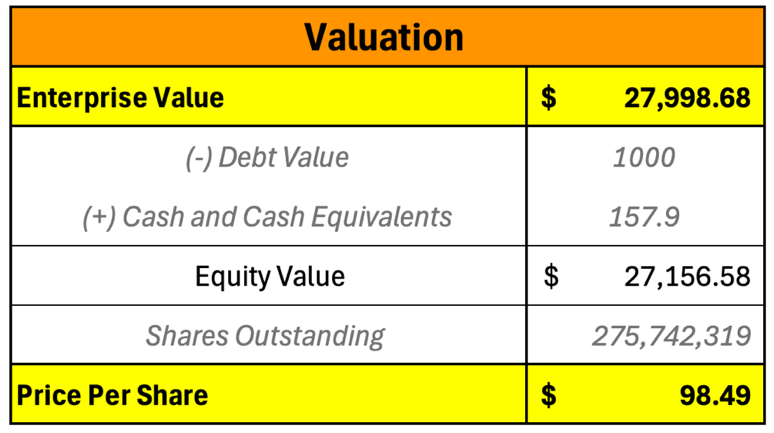 Valuation
Enterprise Value $ 27,998.68
(-) Debt Value 1000
(+) Cash and Cash Equivalents 157.9
Equity Value $ 27,156.58
Shares Outstanding 275,742,319
Price Per Share $ 98.49